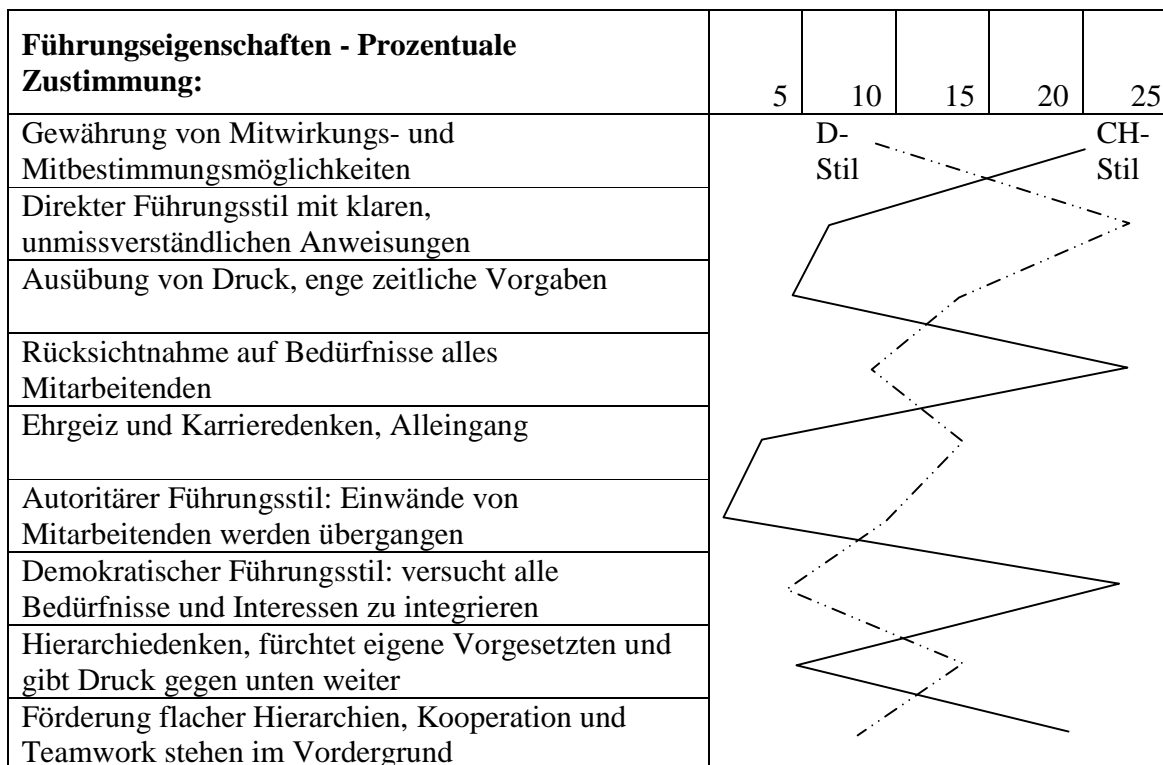 Führungseigenschaften - Prozentuale
Zustimmung:
5 10 15 20 25
Gewährung von Mitwirkungs- und
Mitbestimmungsmöglichkeiten
D-
Stil
CH-
Stil
Direkter Führungsstil mit klaren,
unmissverständlichen Anweisungen
Ausübung von Druck, enge zeitliche Vorgaben
Rücksichtnahme auf Bedürfnisse alles
Mitarbeitenden
Ehrgeiz und Karrieredenken, Alleingang
Autoritärer Führungsstil: Einwände von
Mitarbeitenden werden übergangen
Demokratischer Führungsstil: versucht alle
Bedürfnisse und Interessen zu integrieren
Hierarchiedenken, fürchtet eigene Vorgesetzten und
gibt Druck gegen unten weiter
Förderung flacher Hierarchien, Kooperation und
Teamwork stehen im Vordergrund